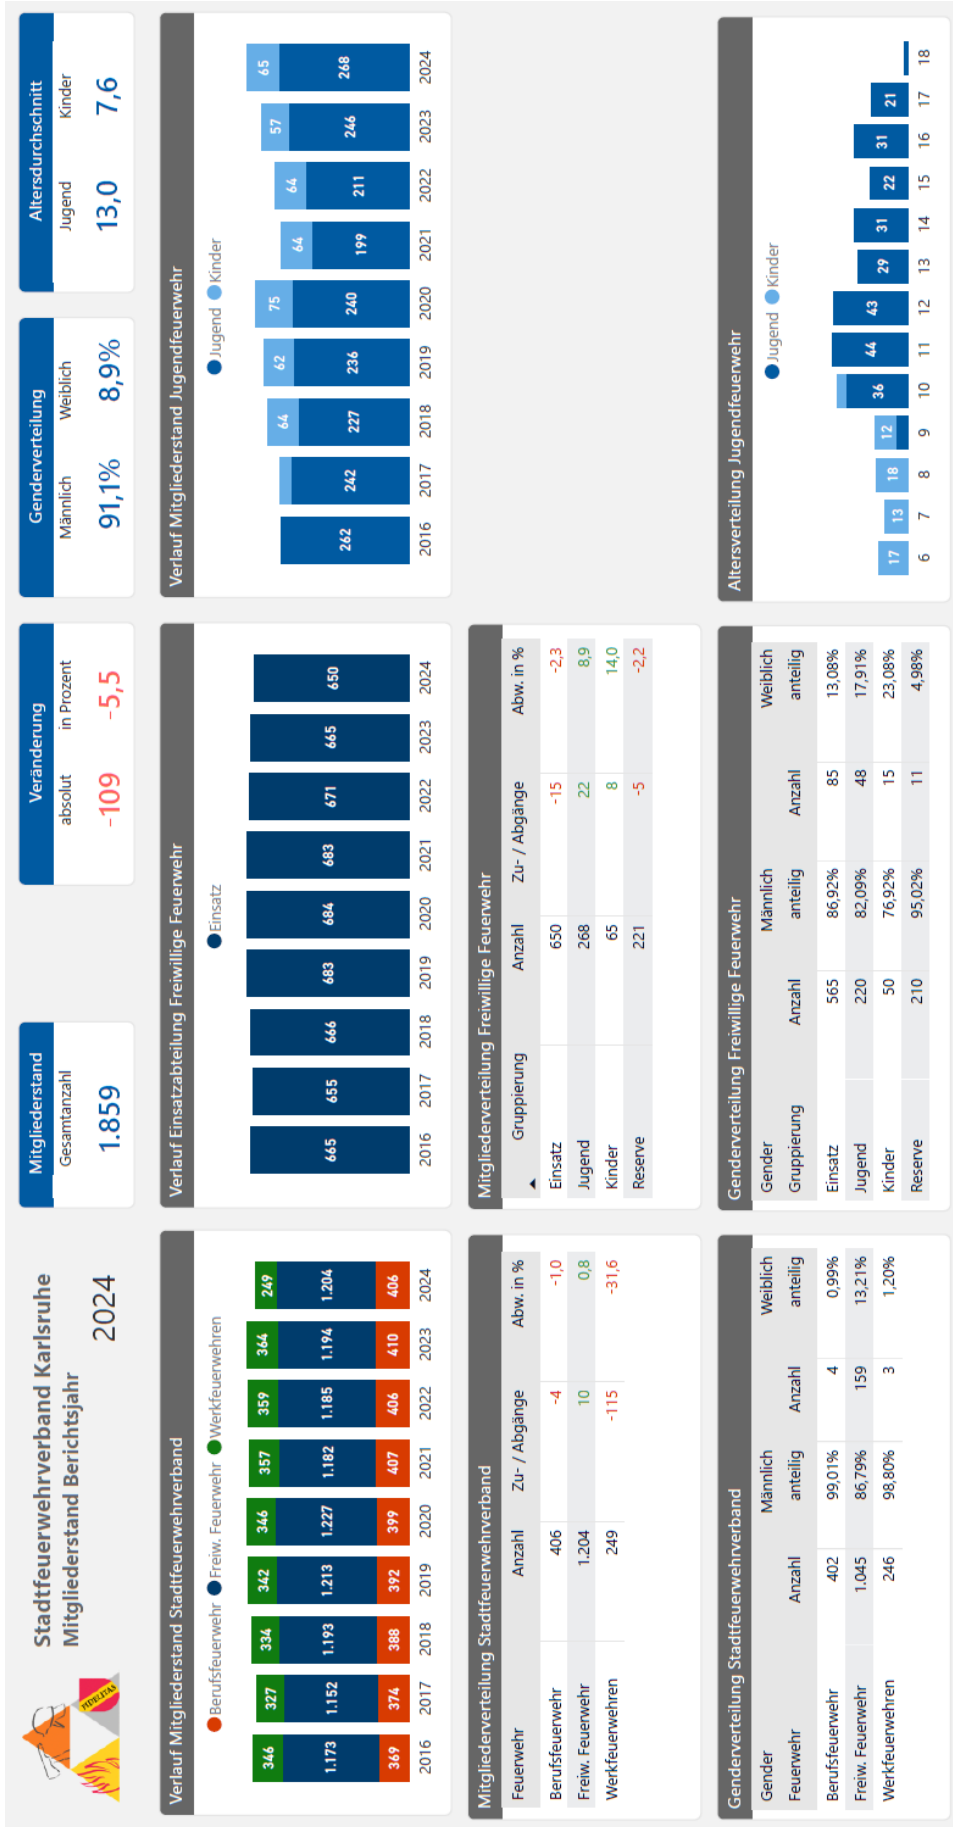 FIDELITAS
Stadtfeuerwehrverband Karlsruhe
Mitgliederstand Berichtsjahr
2024
Mitgliederstand
Gesamtanzahl
1.859
Veränderung
absolut in Prozent
-109 -5,5
Genderverteilung
Männlich Weiblich
91,1% 8,9%
Altersdurchschnitt
Jugend Kinder
13,0 7,6
Verlauf Mitgliederstand Stadtfeuerwehrverband
Berufsfeuerwehr Freiw. Feuerwehr Werkfeuerwehren
346 327 334 342 346 357 359 364 249
1.173 1.152 1.193 1.213 1.227 1.182 1.185 1.194 1.204
369 374 388 392 399 407 406 410 406
2016 2017 2018 2019 2020 2021 2022 2023 2024
Verlauf Einsatzabteilung Freiwillige Feuerwehr
Einsatz
665 655 666 683 684 683 671 665 650
2016 2017 2018 2019 2020 2021 2022 2023 2024
Verlauf Mitgliederstand Jugendfeuerwehr
Jugend Kinder
64 62 75 64 64 57 65
262 242 227 236 240 199 211 246 268
2016 2017 2018 2019 2020 2021 2022 2023 2024
Mitgliederverteilung Stadtfeuerwehrverband
Feuerwehr Anzahl Zu- / Abgänge Abw. in %
Berufsfeuerwehr 406 -4 -1,0
Freiw. Feuerwehr 1.204 10 0,8
Werkfeuerwehren 249 -115 -31,6
Mitgliederverteilung Freiwillige Feuerwehr
Gruppierung Anzahl Zu- / Abgänge Abw. in %
Einsatz 650 -15 -2,3
Jugend 268 22 8,9
Kinder 65 8 14,0
Reserve 221 -5 -2,2
Genderverteilung Stadtfeuerwehrverband
Gender Männlich Weiblich
Feuerwehr Anzahl anteilig Anzahl anteilig
Berufsfeuerwehr 402 99,01% 4 0,99%
Freiw. Feuerwehr 1.045 86,79% 159 13,21%
Werkfeuerwehren 246 98,80% 3 1,20%
Genderverteilung Freiwillige Feuerwehr
Gender Männlich Weiblich
Gruppierung Anzahl anteilig Anzahl anteilig
Einsatz 565 86,92% 85 13,08%
Jugend 220 82,09% 48 17,91%
Kinder 50 76,92% 15 23,08%
Reserve 210 95,02% 11 4,98%
Altersverteilung Jugendfeuerwehr
Jugend Kinder
17 13 18 12 36 44 43 29 31 22 31 21
6 7 8 9 10 11 12 13 14 15 16 17 18